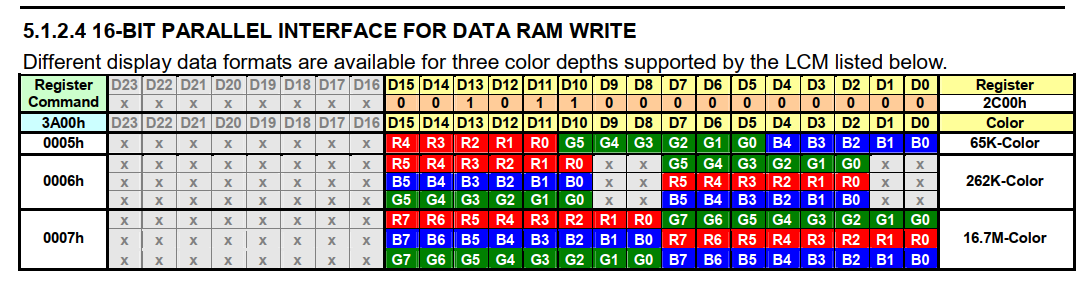 5.1.2.4 16-BIT PARALLEL INTERFACE FOR DATA RAM WRITE
Different display data formats are available for three color depths supported by the LCM listed below.
Register D23 D22 D21 D20 D19 D18 D17 D16 D15 D14 D13 D12 D11 D10 D9 D8 D7 D6 D5 D4 D3 D2 D1 D0 Register
Command x x x x x x x x 0 0 1 0 1 1 0 0 0 0 0 0 0 0 0 0 2C00h
3A00h D23 D22 D21 D20 D19 D18 D17 D16 D15 D14 D13 D12 D11 D10 D9 D8 D7 D6 D5 D4 D3 D2 D1 D0 Color
0005h x x x x x x x x R4 R3 R2 R1 R0 G5 G4 G3 G2 G1 G0 B4 B3 B2 B1 B0 65K-Color
x x x x x x x x R5 R4 R3 R2 R1 R0 x x G5 G4 G3 G2 G1 G0 x x
0006h x x x x x x x x B5 B4 B3 B2 B1 B0 x x R5 R4 R3 R2 R1 R0 x x 262K-Color
x x x x x x x x G5 G4 G3 G2 G1 G0 x x B5 B4 B3 B2 B1 B0 x x
x x x x x x x x R7 R6 R5 R4 R3 R2 R1 R0 G7 G6 G5 G4 G3 G2 G1 G0
0007h x x x x x x x x B7 B6 B5 B4 B3 B2 B1 B0 R7 R6 R5 R4 R3 R2 R1 R0 16.7M-Color
x x x x x x x x G7 G6 G5 G4 G3 G2 G1 G0 B7 B6 B5 B4 B3 B2 B1 B0